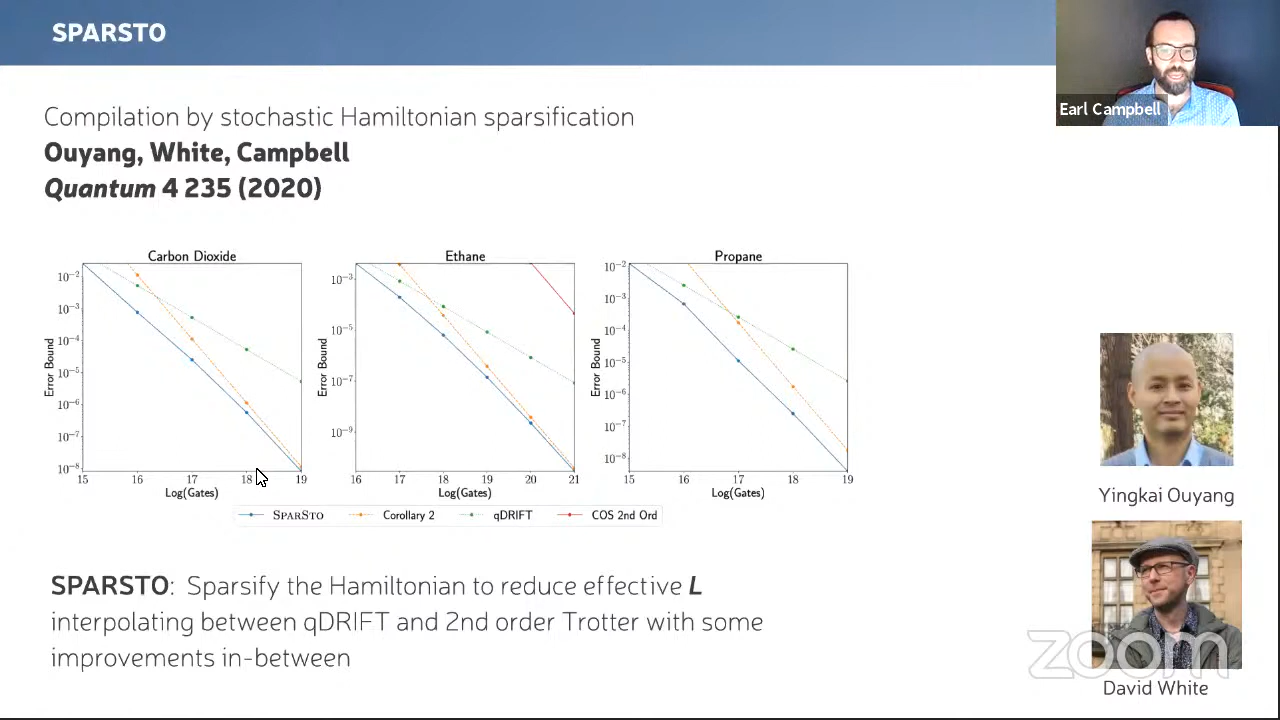 SPARSTO
Earl Campbell
Compilation by stochastic Hamiltonian sparsification
Ouyang, White, Campbell
Quantum 4 235 (2020)
Carbon Dioxide
Error Bound
10⁻²
10⁻³
10⁻⁴
10⁻⁵
10⁻⁶
10⁻⁷
10⁻⁸
15 16 17 18 19
Log(Gates)
Ethane
Error Bound
10⁻³
10⁻⁵
10⁻⁷
10⁻⁹
16 17 18 19 20 21
Log(Gates)
Propane
Error Bound
10⁻²
10⁻³
10⁻⁴
10⁻⁵
10⁻⁶
10⁻⁷
10⁻⁸
15 16 17 18 19
Log(Gates)
SPARSTO Corollary 2 qDRIFT COS 2nd Ord
Yingkai Ouyang
SPARSTO: Sparsify the Hamiltonian to reduce effective L
interpolating between qDRIFT and 2nd order Trotter with some
improvements in-between
zoom
David White